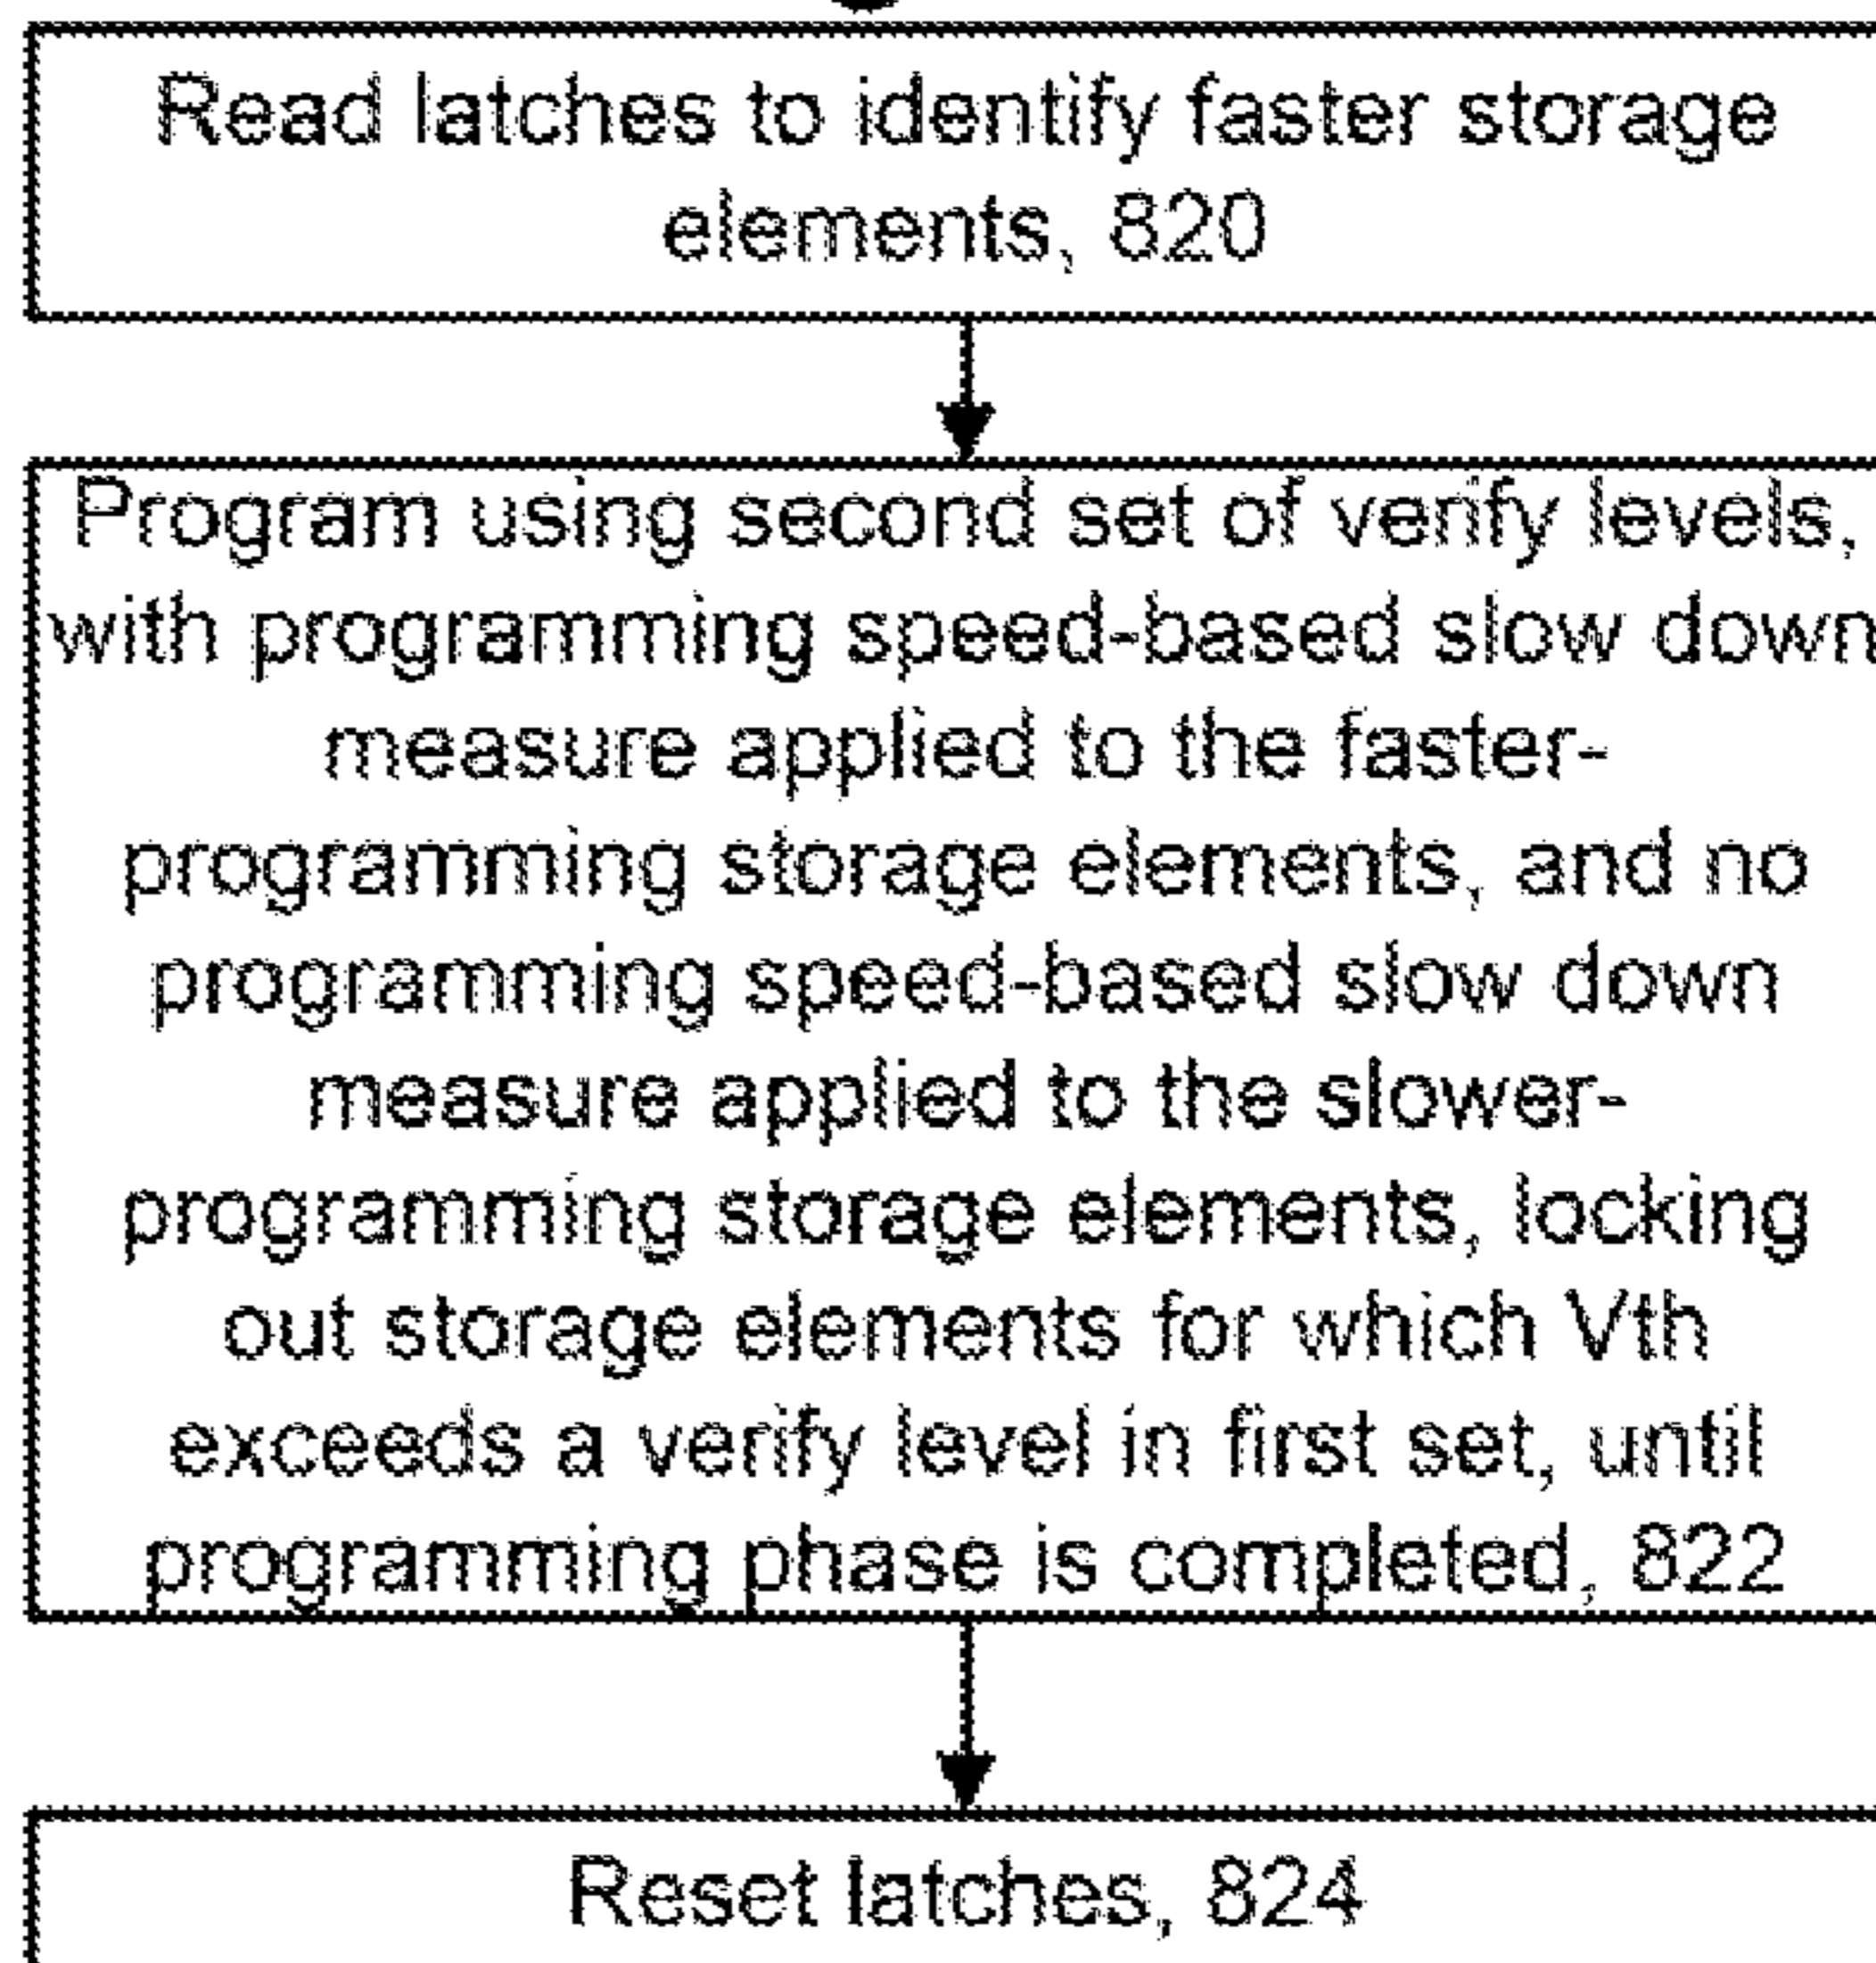 Read latches to identify faster storage
elements, 820
Program using second set of verify levels,
with programming speed-based slow down
measure applied to the faster-
programming storage elements, and no
programming speed-based slow down
measure applied to the slower-
programming storage elements, locking
out storage elements for which Vth
exceeds a verify level in first set, until
programming phase is completed, 822
Reset latches, 824